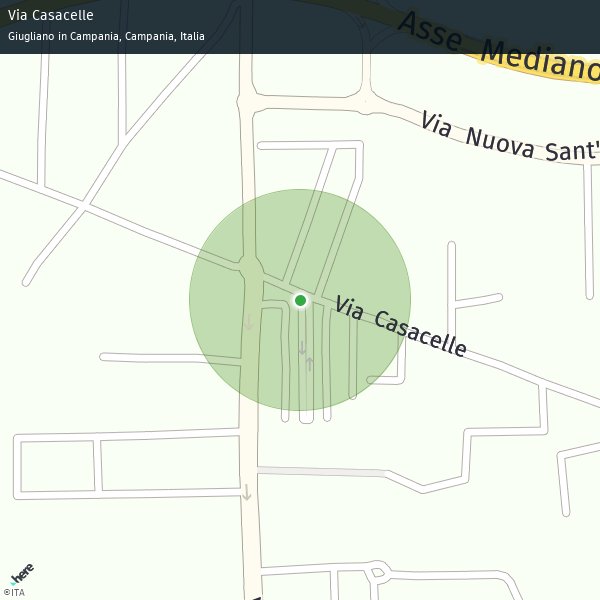 Via Casacelle
Giugliano in Campania, Campania, Italia
Asse Mediano
Via Nuova Sant'
Via Casacelle
here
©ITA